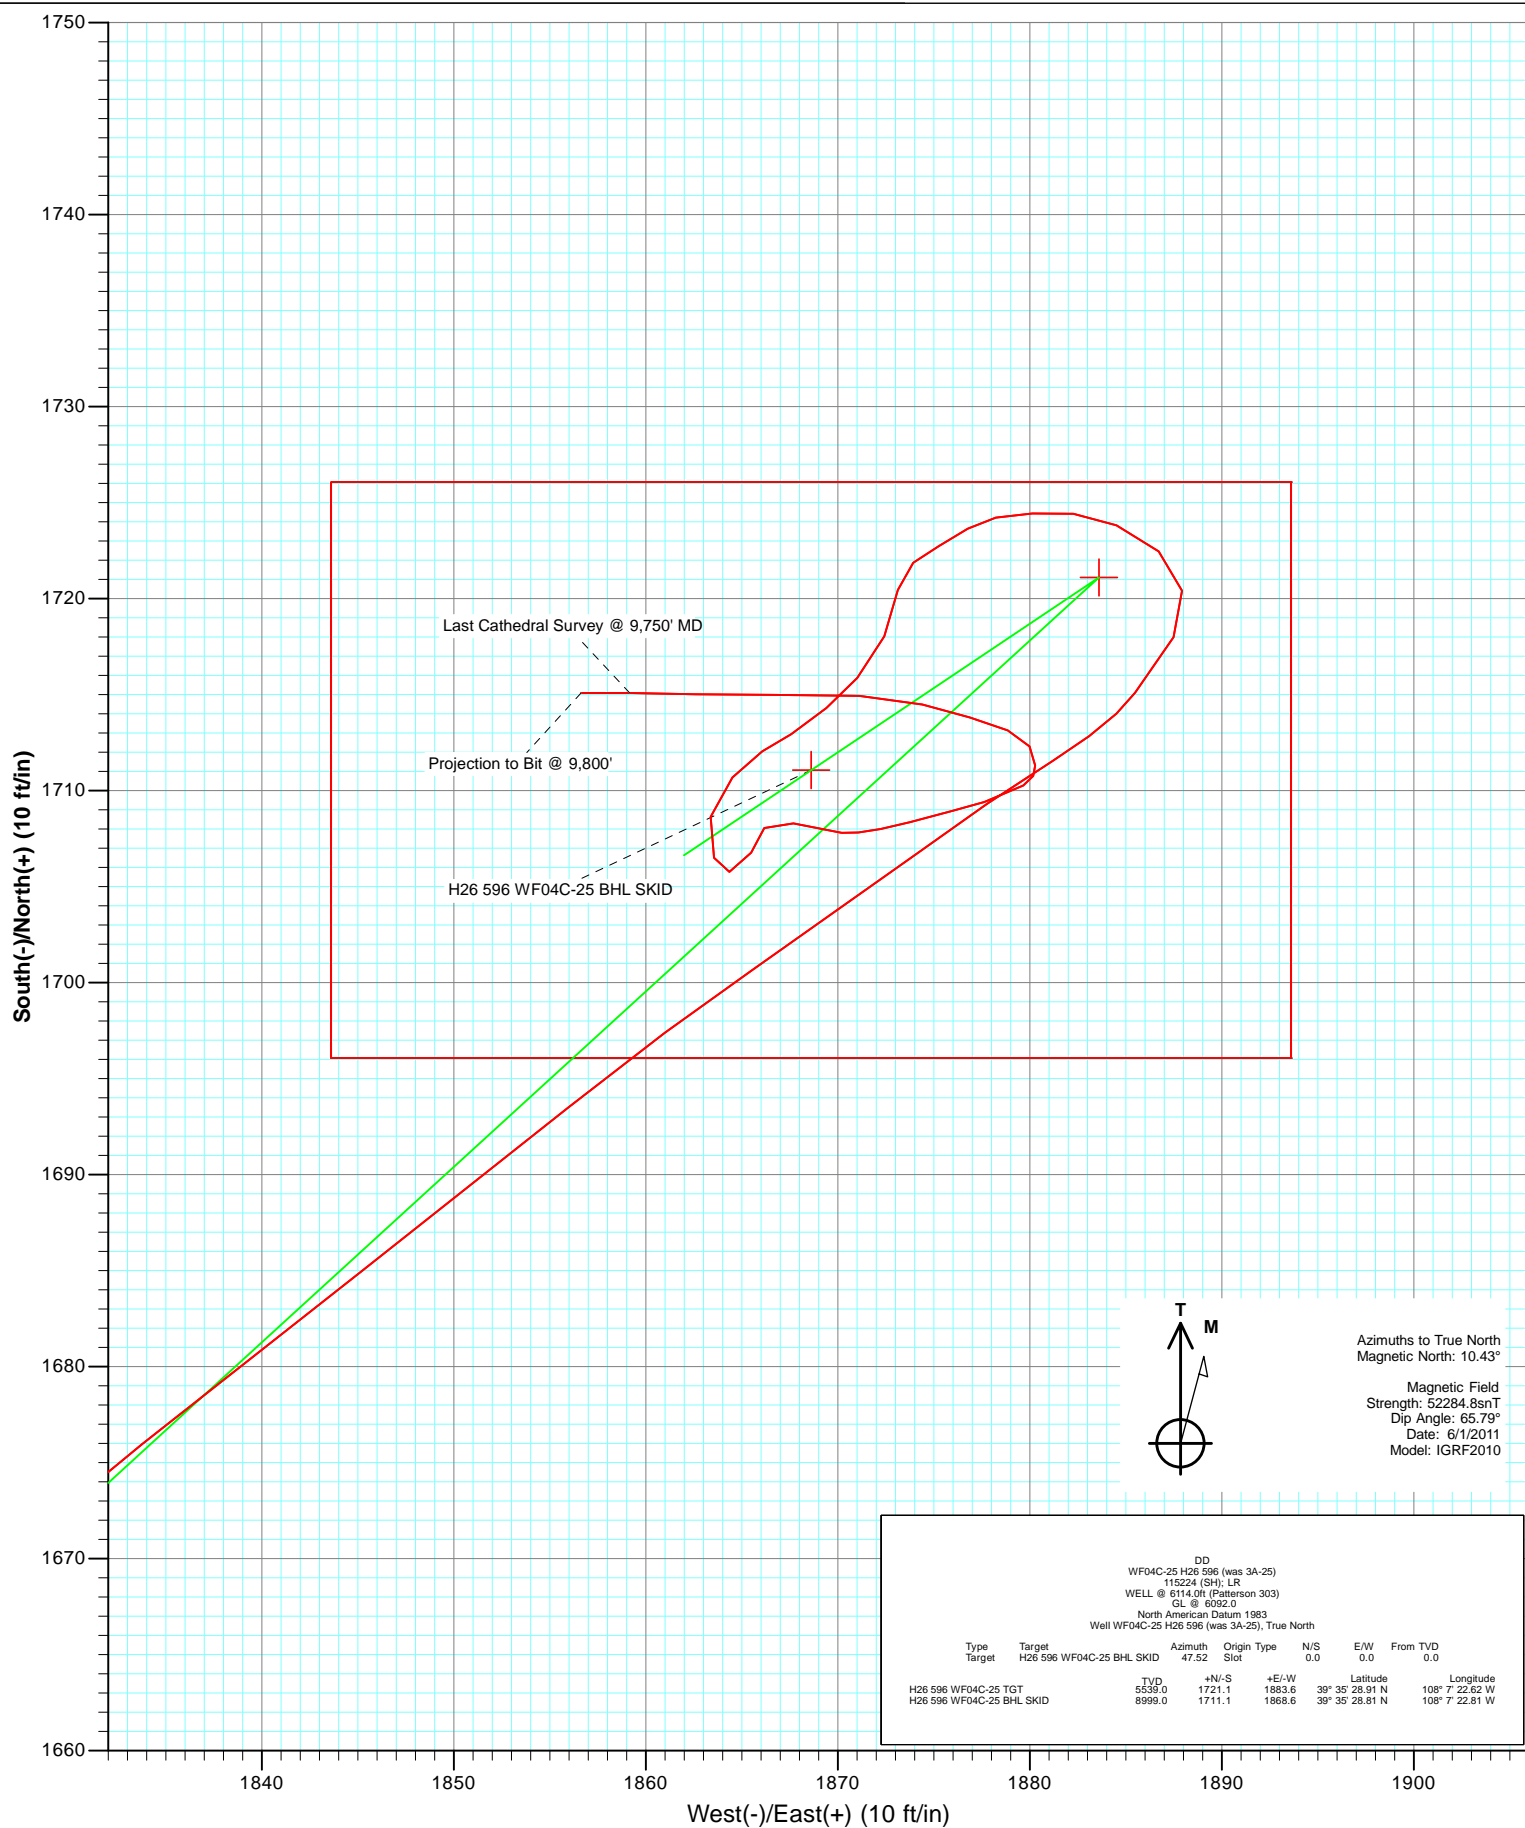 1750
1740
1730
1720
1710
1700
1690
1680
1670
1660
South(-)/North(+) (10 ft/in)
Last Cathedral Survey @ 9,750' MD
Projection to Bit @ 9,800'
H26 596 WF04C-25 BHL SKID
T
M
Azimuths to True North
Magnetic North: 10.43°
Magnetic Field
Strength: 52284.8snT
Dip Angle: 65.79°
Date: 6/1/2011
Model: IGRF2010
DD
WF04C-25 H26 596 (was 3A-25)
115224 (SH); LR
WELL @ 6114.0ft (Patterson 303)
GL @ 6092.0
North American Datum 1983
Well WF04C-25 H26 596 (was 3A-25), True North
Type Target Azimuth Origin Type N/S E/W From TVD
Target H26 596 WF04C-25 BHL SKID 47.52 Slot 0.0 0.0 0.0
TVD +N/-S +E/-W Latitude Longitude
H26 596 WF04C-25 TGT 5539.0 1721.1 1883.6 39° 35' 28.91 N 108° 7' 22.62 W
H26 596 WF04C-25 BHL SKID 8999.0 1711.1 1868.6 39° 35' 28.81 N 108° 7' 22.81 W
1840 1850 1860 1870 1880 1890 1900
West(-)/East(+) (10 ft/in)